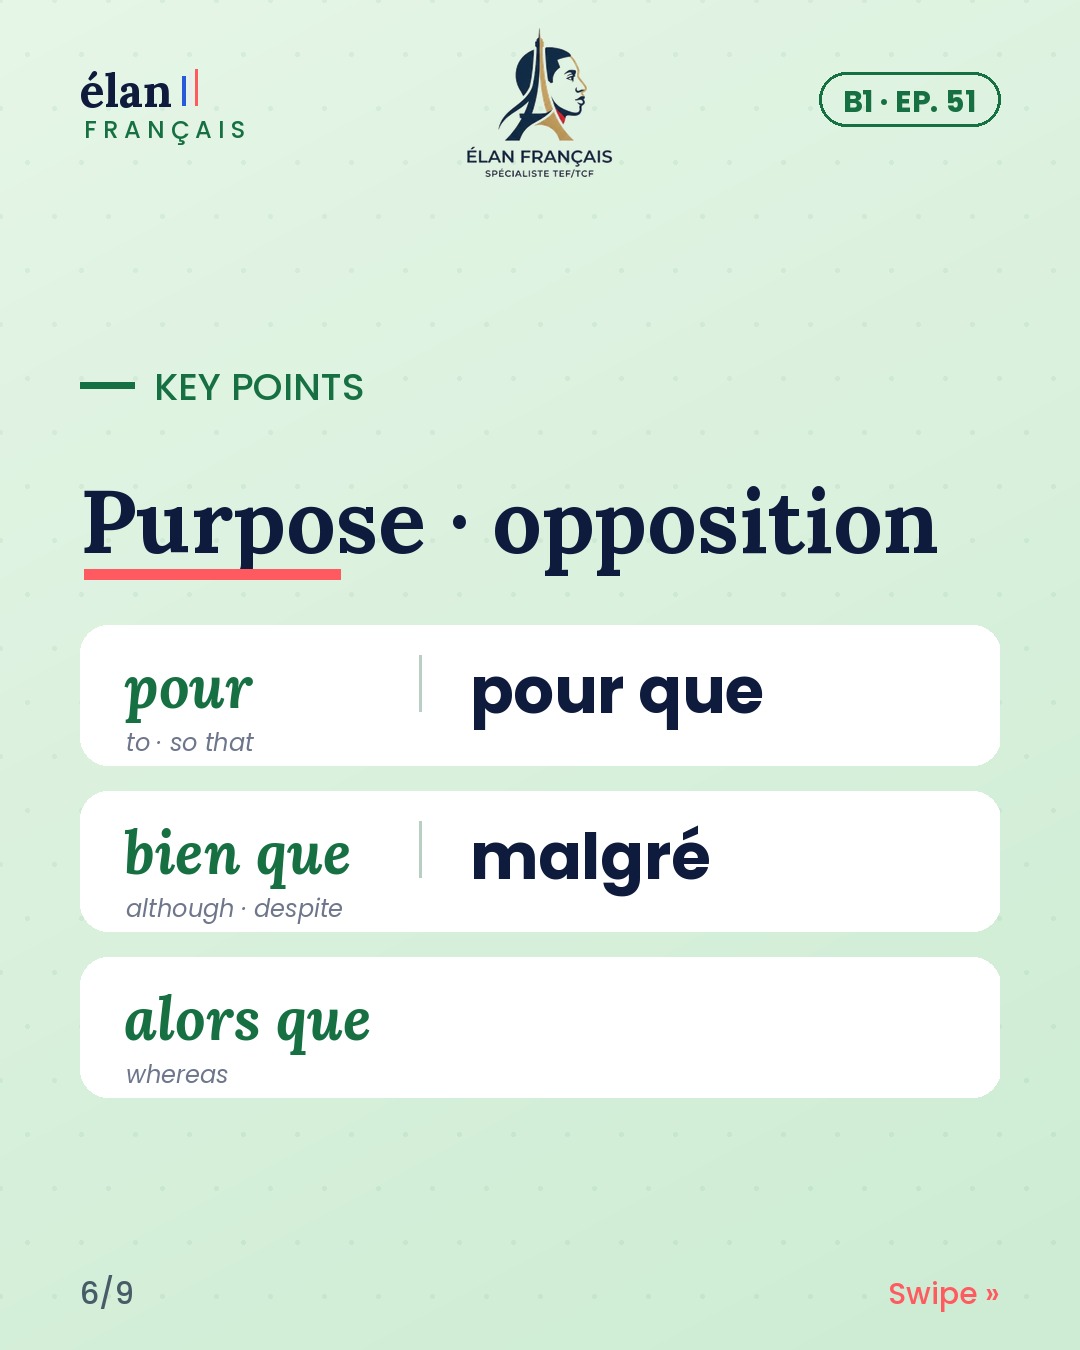 élan
FRANÇAIS
ÉLAN FRANÇAIS
SPÉCIALISTE TEF/TCF
B1 · EP. 51
KEY POINTS
Purpose · opposition
pour
pour que
to · so that
bien que
malgré
although · despite
alors que
whereas
6/9
Swipe »